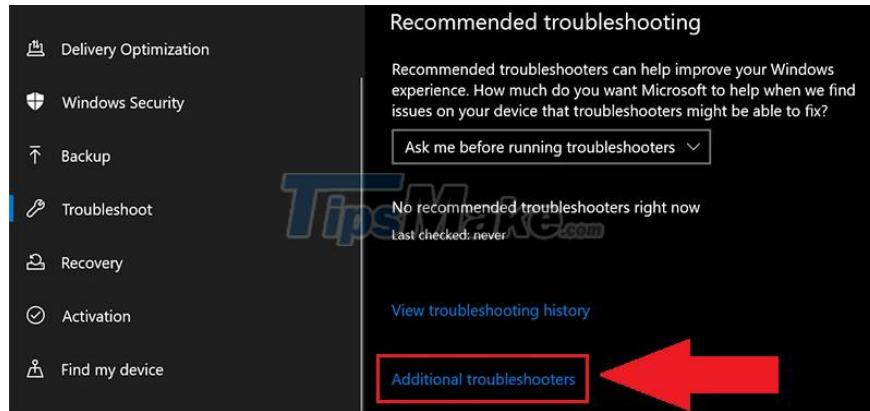 Delivery Optimization
Windows Security
Backup
Troubleshoot
Recovery
Activation
Find my device
Recommended troubleshooting
Recommended troubleshooters can help improve your Windows
experience. How much do you want Microsoft to help when we find
issues on your device that troubleshooters might be able to fix?
Ask me before running troubleshooters
No recommended troubleshooters right now
Last checked: never
View troubleshooting history
Additional troubleshooters
TipsMake.com